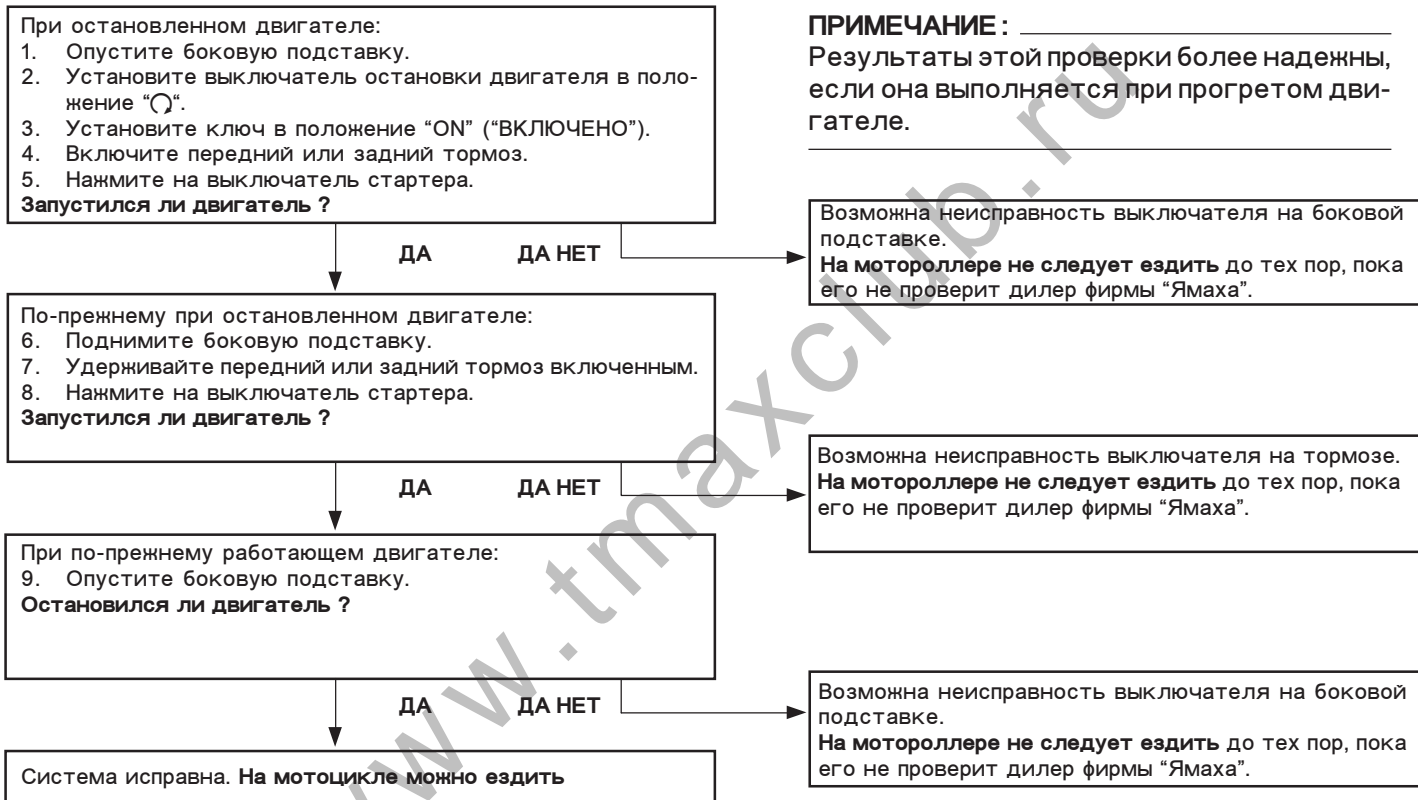 При остановленном двигателе:
1. Опустите боковую подставку.
2. Установите выключатель остановки двигателя в поло-
жение “ “.
3. Установите ключ в положение “ON” (“ВКЛЮЧЕНО”).
4. Включите передний или задний тормоз.
5. Нажмите на выключатель стартера.
Запустился ли двигатель ?
ПРИМЕЧАНИЕ :
Результаты этой проверки более надежны,
если она выполняется при прогретом дви-
гателе.
ДА ДА НЕТ
Возможна неисправность выключателя на боковой
подставке.
На мотороллере не следует ездить до тех пор, пока
его не проверит дилер фирмы “Ямаха”.
По-прежнему при остановленном двигателе:
6. Поднимите боковую подставку.
7. Удерживайте передний или задний тормоз включенным.
8. Нажмите на выключатель стартера.
Запустился ли двигатель ?
ДА ДА НЕТ
Возможна неисправность выключателя на тормозе.
На мотороллере не следует ездить до тех пор, пока
его не проверит дилер фирмы “Ямаха”.
При по-прежнему работающем двигателе:
9. Опустите боковую подставку.
Остановился ли двигатель ?
ДА ДА НЕТ
Возможна неисправность выключателя на боковой
подставке.
На мотороллере не следует ездить до тех пор, пока
его не проверит дилер фирмы “Ямаха”.
Система исправна. На мотоцикле можно ездить
ww.tmaxclub.ru